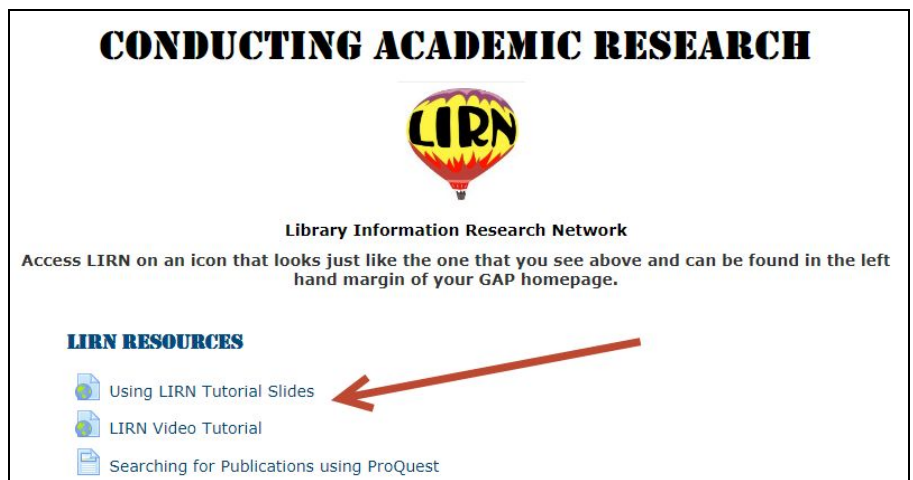 CONDUCTING ACADEMIC RESEARCH
LIRN
Library Information Research Network
Access LIRN on an icon that looks just like the one that you see above and can be found in the left
hand margin of your GAP homepage.
LIRN RESOURCES
Using LIRN Tutorial Slides
LIRN Video Tutorial
Searching for Publications using ProQuest